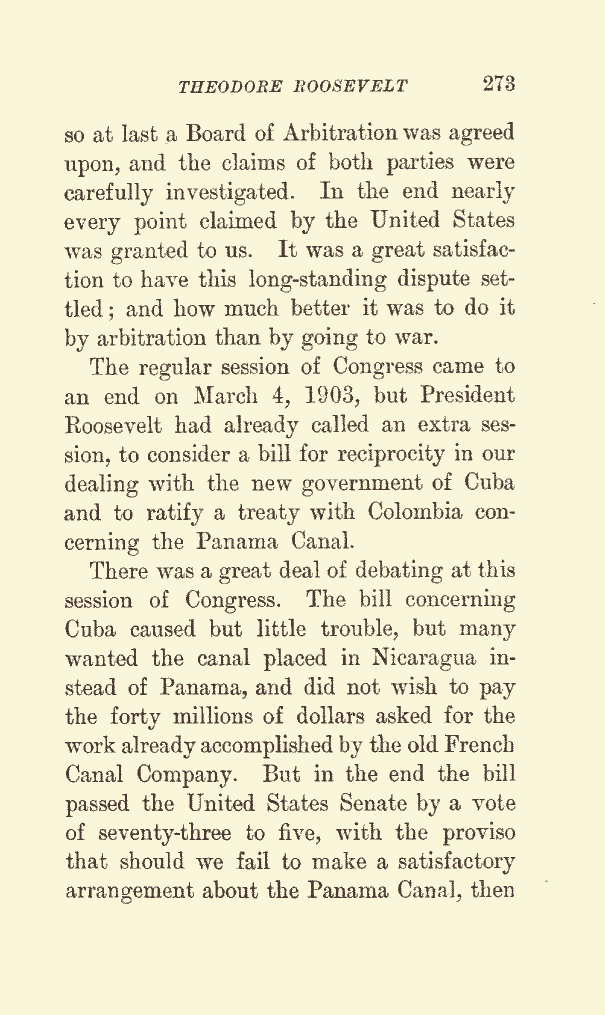 THEODORE ROOSEVELT 273
so at last a Board of Arbitration was agreed
upon, and the claims of both parties were
carefully investigated. In the end nearly
every point claimed by the United States
was granted to us. It was a great satisfac-
tion to have this long-standing dispute set-
tled; and how much better it was to do it
by arbitration than by going to war.
The regular session of Congress came to
an end on March 4, 1903, but President
Roosevelt had already called an extra ses-
sion, to consider a bill for reciprocity in our
dealing with the new government of Cuba
and to ratify a treaty with Colombia con-
cerning the Panama Canal.
There was a great deal of debating at this
session of Congress. The bill concerning
Cuba caused but little trouble, but many
wanted the canal placed in Nicaragua in-
stead of Panama, and did not wish to pay
the forty millions of dollars asked for the
work already accomplished by the old French
Canal Company. But in the end the bill
passed the United States Senate by a vote
of seventy-three to five, with the proviso
that should we fail to make a satisfactory
arrangement about the Panama Canal, then